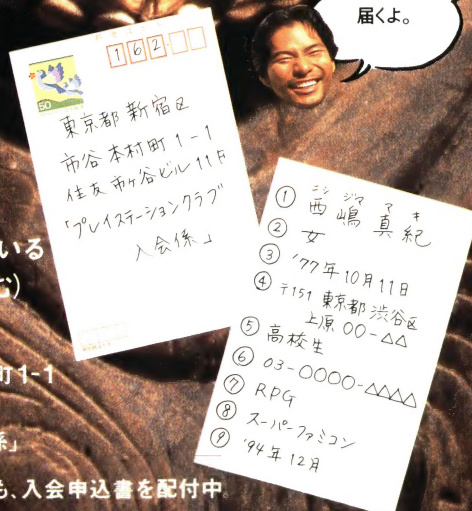 届くよ。
162
50
東京都新宿区
市谷本村町1-1
住友市ヶ谷ビル11F
「プレイステーションクラブ
入会係」
① 西嶋真紀
ニシ ジマ マ キ
② 女
③ '77年10月11日
④ 〒151 東京都渋谷区
上原00-△△
⑤ 高校生
⑥ 03-0000-△△△△
⑦ RPG
⑧ スーパーファミコン
⑨ '94年12月
いる
む)
町1-1
係」
も、入会申込書を配付中